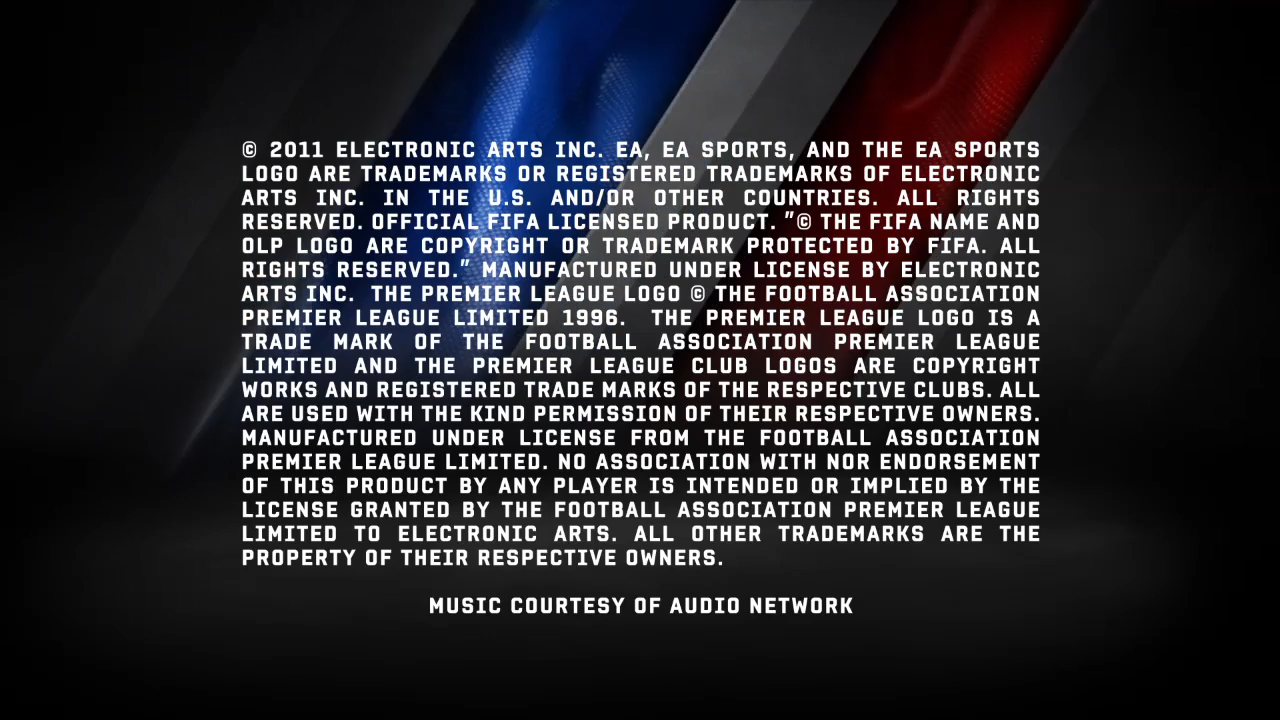 © 2011 ELECTRONIC ARTS INC. EA, EA SPORTS, AND THE EA SPORTS
LOGO ARE TRADEMARKS OR REGISTERED TRADEMARKS OF ELECTRONIC
ARTS INC. IN THE U.S. AND/OR OTHER COUNTRIES. ALL RIGHTS
RESERVED. OFFICIAL FIFA LICENSED PRODUCT. "© THE FIFA NAME AND
OLP LOGO ARE COPYRIGHT OR TRADEMARK PROTECTED BY FIFA. ALL
RIGHTS RESERVED." MANUFACTURED UNDER LICENSE BY ELECTRONIC
ARTS INC. THE PREMIER LEAGUE LOGO © THE FOOTBALL ASSOCIATION
PREMIER LEAGUE LIMITED 1996. THE PREMIER LEAGUE LOGO IS A
TRADE MARK OF THE FOOTBALL ASSOCIATION PREMIER LEAGUE
LIMITED AND THE PREMIER LEAGUE CLUB LOGOS ARE COPYRIGHT
WORKS AND REGISTERED TRADE MARKS OF THE RESPECTIVE CLUBS. ALL
ARE USED WITH THE KIND PERMISSION OF THEIR RESPECTIVE OWNERS.
MANUFACTURED UNDER LICENSE FROM THE FOOTBALL ASSOCIATION
PREMIER LEAGUE LIMITED. NO ASSOCIATION WITH NOR ENDORSEMENT
OF THIS PRODUCT BY ANY PLAYER IS INTENDED OR IMPLIED BY THE
LICENSE GRANTED BY THE FOOTBALL ASSOCIATION PREMIER LEAGUE
LIMITED TO ELECTRONIC ARTS. ALL OTHER TRADEMARKS ARE THE
PROPERTY OF THEIR RESPECTIVE OWNERS.
MUSIC COURTESY OF AUDIO NETWORK